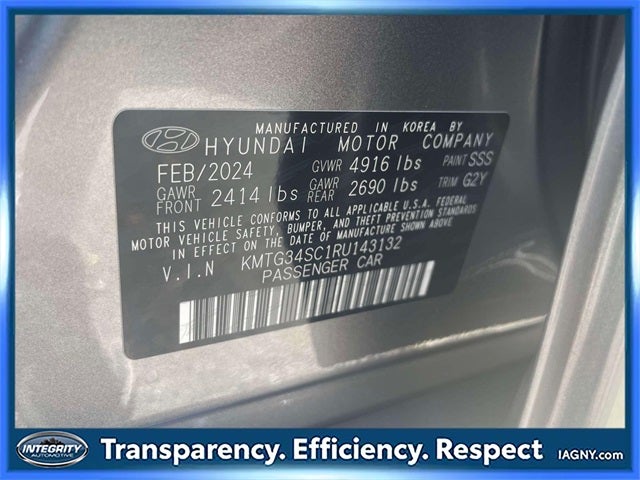 MANUFACTURED IN KOREA BY
HYUNDAI MOTOR COMPANY
FEB/2024 GVWR 4916 lbs PAINT SSS
GAWR FRONT 2414 lbs GAWR REAR 2690 lbs TRIM G2Y
THIS VEHICLE CONFORMS TO ALL APPLICABLE U.S.A. FEDERAL
MOTOR VEHICLE SAFETY, BUMPER, AND THEFT PREVENTION STANDARDS
IN EFFECT ON THE DATE OF MANUFACTURE SHOWN ABOVE.
V.I.N KMTG34SC1RU143132
PASSENGER CAR
INTEGRITY
AUTOMOTIVE
Transparency. Efficiency. Respect
IAGNY.COM